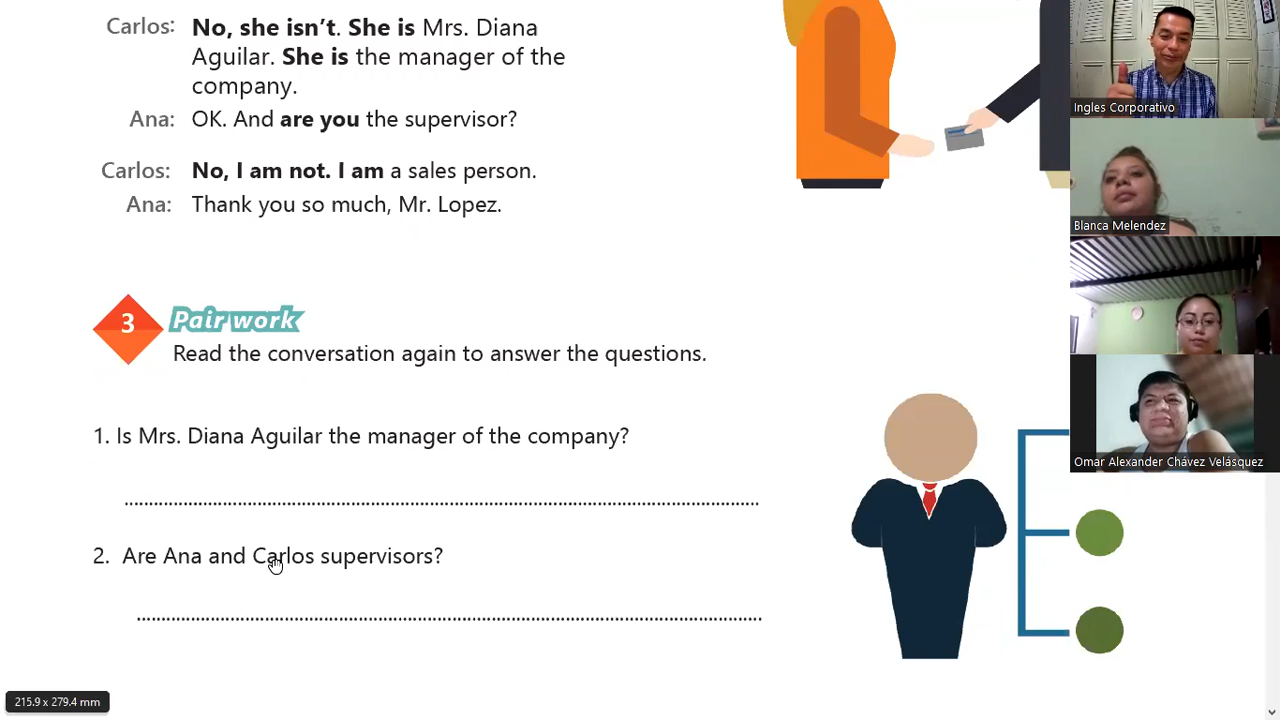 Carlos: No, she isn't. She is Mrs. Diana
Aguilar. She is the manager of the
company.
Ana: OK. And are you the supervisor?
Carlos: No, I am not. I am a sales person.
Ana: Thank you so much, Mr. Lopez.
3 Pair work
Read the conversation again to answer the questions.
1. Is Mrs. Diana Aguilar the manager of the company?
2. Are Ana and Carlos supervisors?
215.9 x 279.4 mm
Ingles Corporativo
Blanca Melendez
Omar Alexander Chávez Velásquez